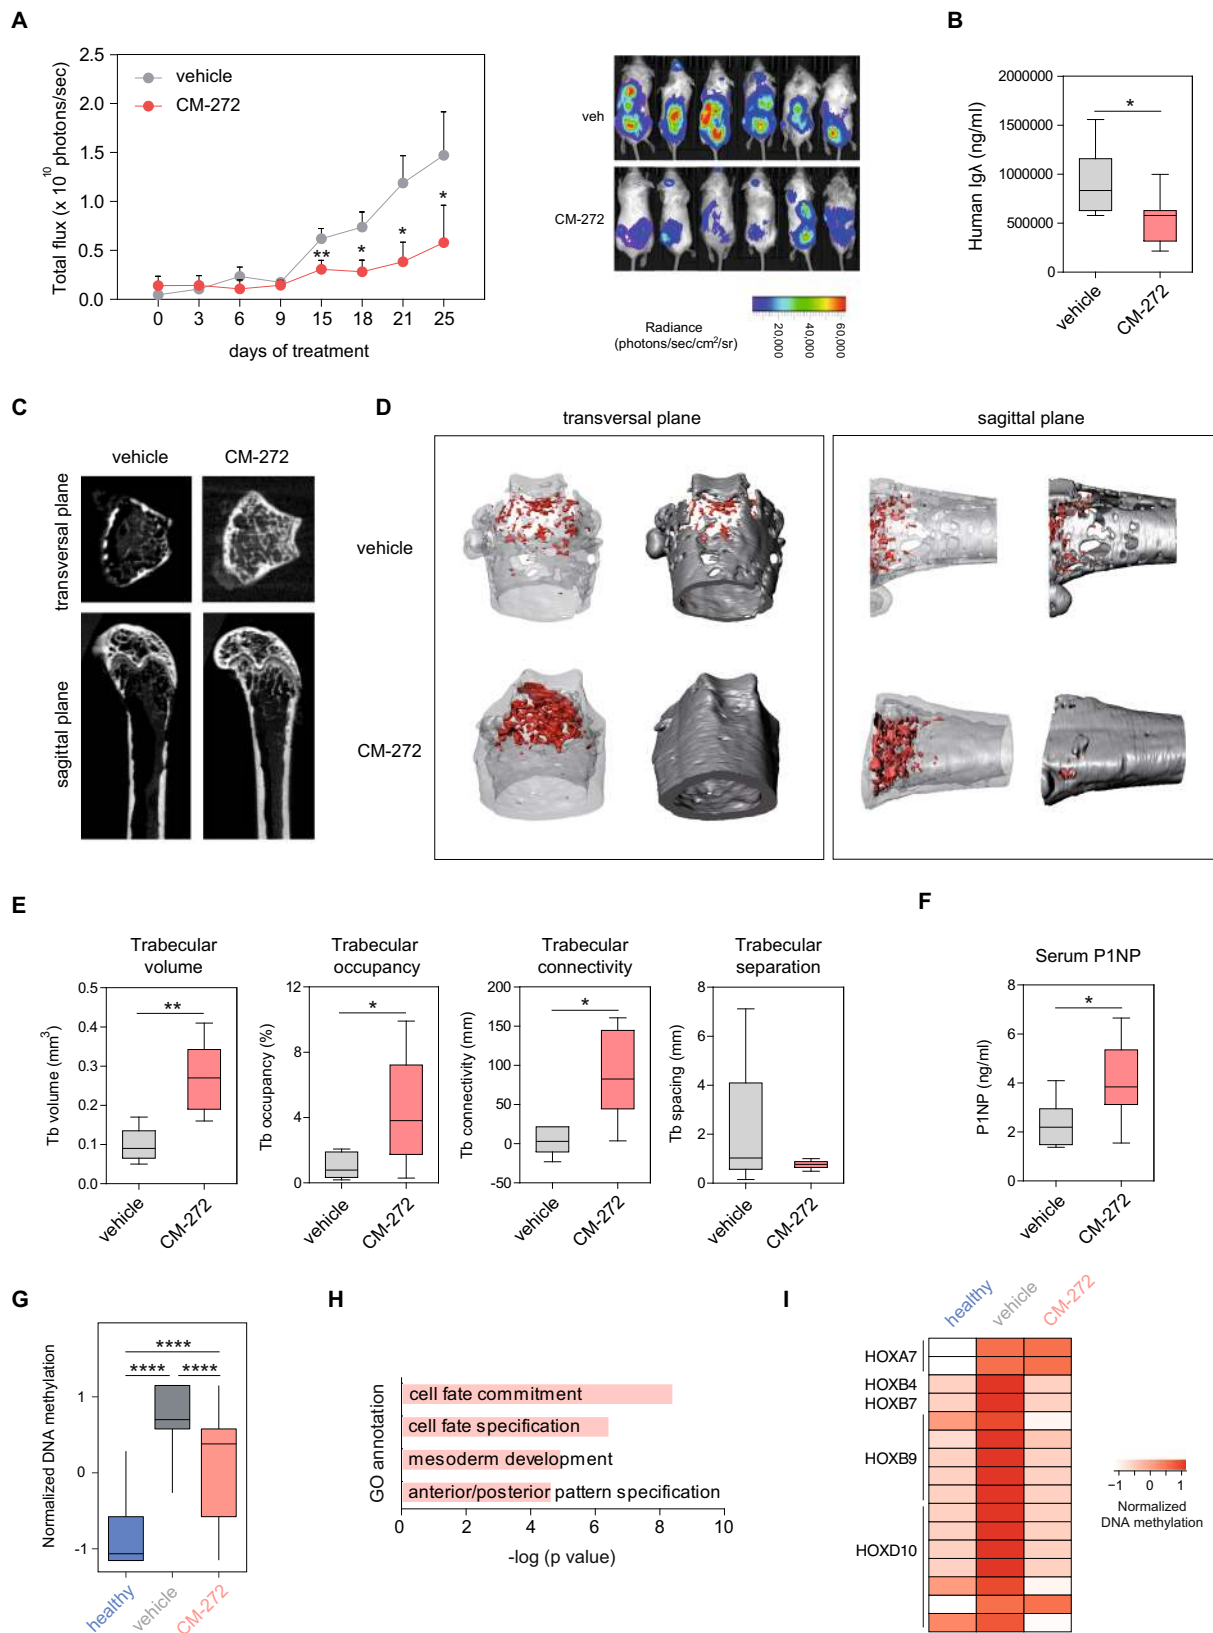 A
Total flux (x 10^10 photons/sec)
2.5
2.0
1.5
1.0
0.5
0.0
vehicle
CM-272
**
*
*
*
0 3 6 9 15 18 21 25
days of treatment
veh
CM-272
Radiance
(photons/sec/cm²/sr)
20,000
40,000
60,000
B
Human Igλ (ng/ml)
2000000
1500000
1000000
500000
0
*
vehicle
CM-272
C
vehicle CM-272
transversal plane
sagittal plane
D
transversal plane
sagittal plane
vehicle
CM-272
E
Trabecular
volume
Tb volume (mm³)
0.5
0.4
0.3
0.2
0.1
0.0
**
vehicle
CM-272
Trabecular
occupancy
Tb occupancy (%)
12
8
4
0
*
vehicle
CM-272
Trabecular
connectivity
Tb connectivity (mm)
200
150
100
50
0
-50
*
vehicle
CM-272
Trabecular
separation
Tb spacing (mm)
8
6
4
2
0
vehicle
CM-272
F
Serum P1NP
P1NP (ng/ml)
8
6
4
2
0
*
vehicle
CM-272
G
Normalized DNA methylation
1
0
-1
****
**** ****
healthy
vehicle
CM-272
H
GO annotation
cell fate commitment
cell fate specification
mesoderm development
anterior/posterior pattern specification
0 2 4 6 8 10
-log (p value)
I
healthy
vehicle
CM-272
HOXA7
HOXB4
HOXB7
HOXB9
HOXD10
-1 0 1
Normalized
DNA methylation